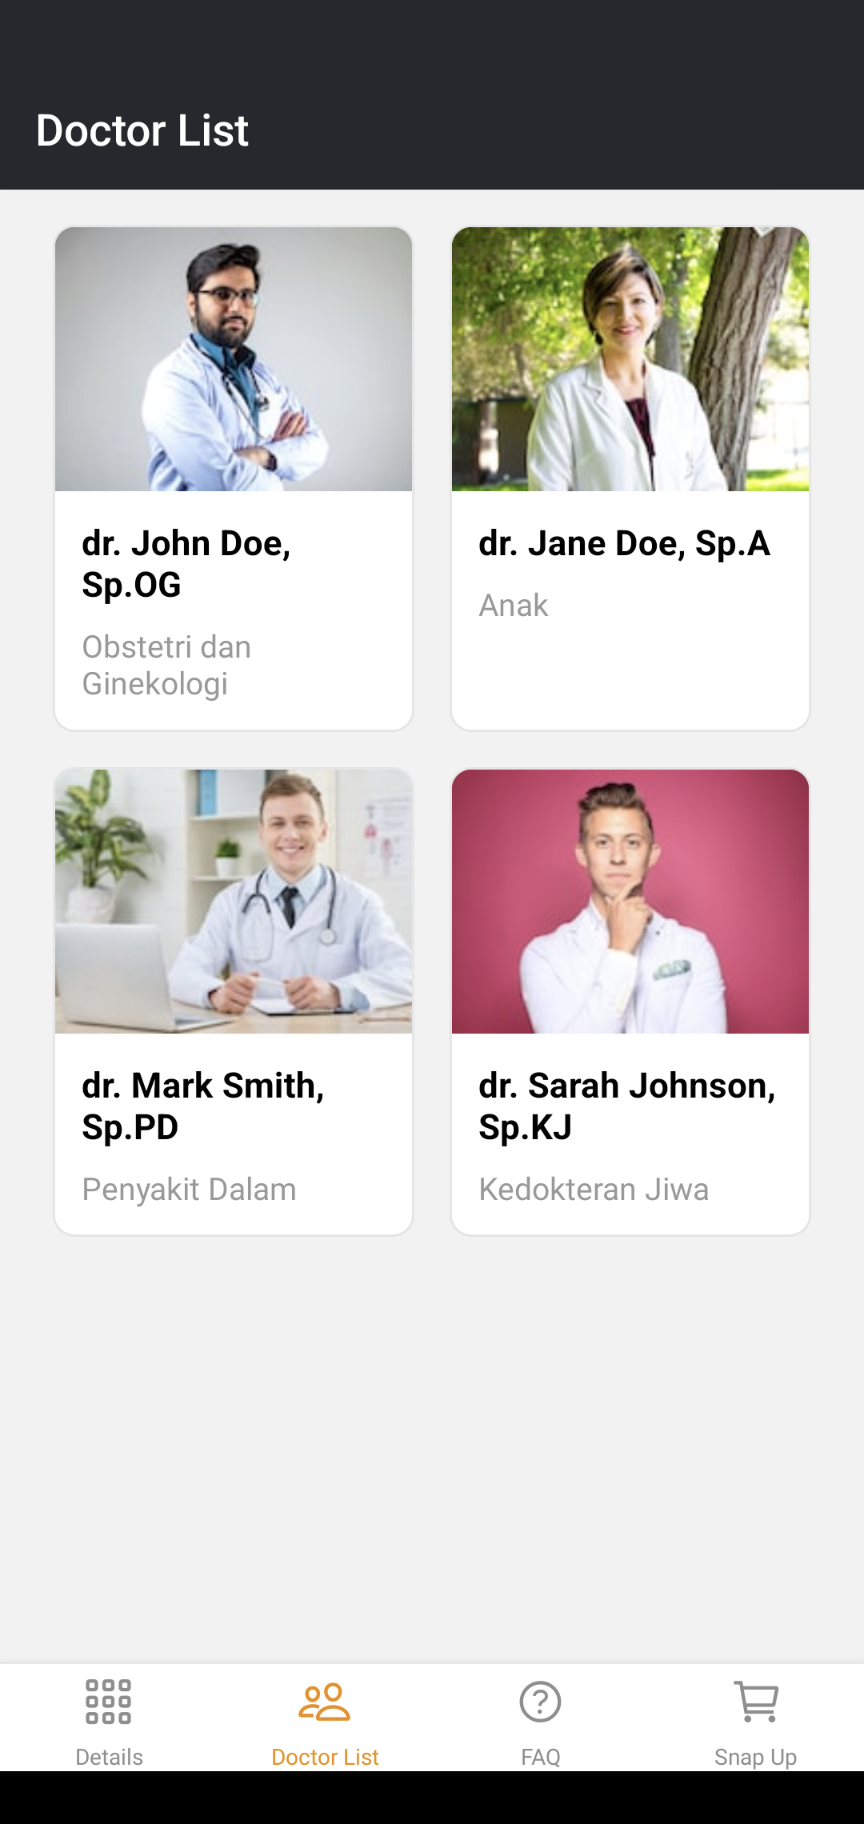 Doctor List
dr. John Doe,
Sp.OG
Obstetri dan
Ginekologi
dr. Jane Doe, Sp.A
Anak
dr. Mark Smith,
Sp.PD
Penyakit Dalam
dr. Sarah Johnson,
Sp.KJ
Kedokteran Jiwa
Details
Doctor List
FAQ
Snap Up